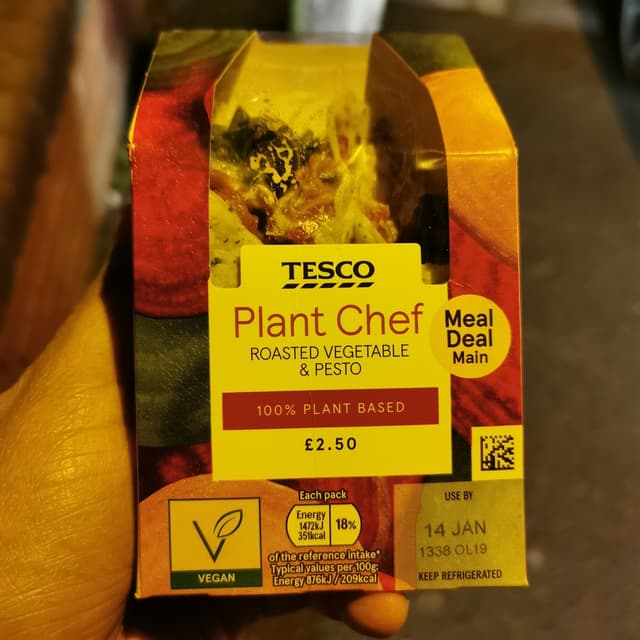 TESCO
Plant Chef
ROASTED VEGETABLE
& PESTO
Meal
Deal
Main
100% PLANT BASED
£2.50
VEGAN
Each pack
Energy
1472kJ
351kcal
18%
of the reference intake*
Typical values per 100g:
Energy 876kJ / 209kcal
USE BY
14 JAN
1338 OL19
KEEP REFRIGERATED